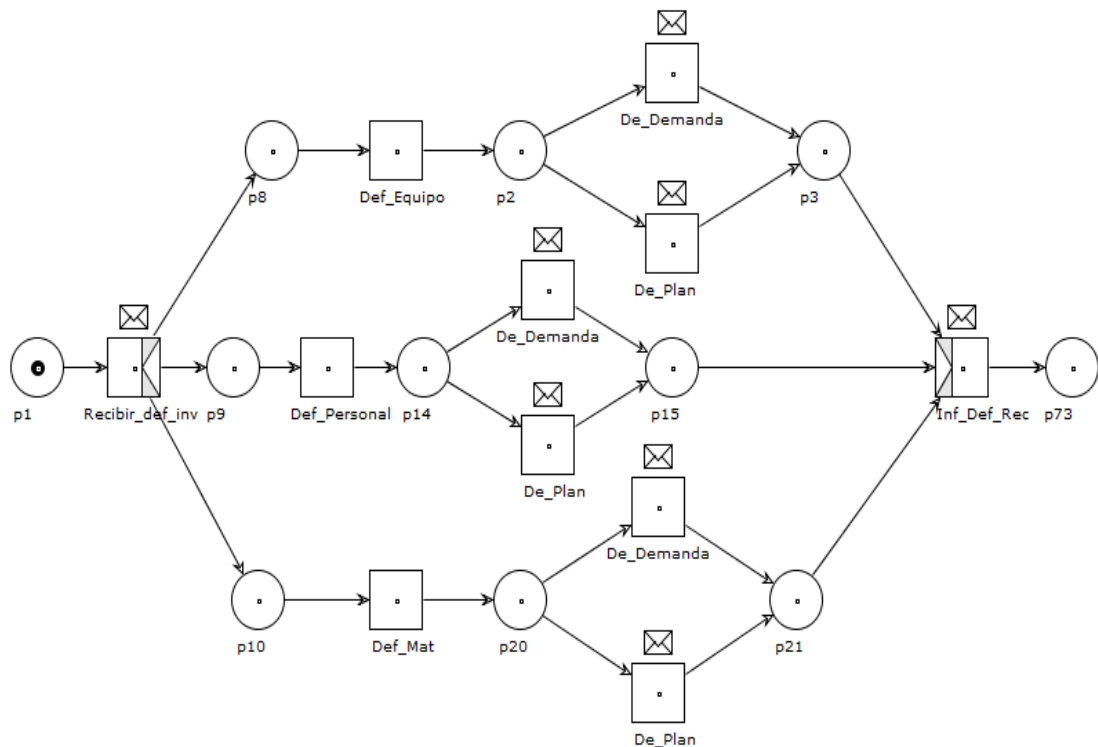 De_Demanda
p8
Def_Equipo
p2
p3
De_Plan
De_Demanda
p1
Recibir_def_inv
p9
Def_Personal
p14
p15
Inf_Def_Rec
p73
De_Plan
De_Demanda
p10
Def_Mat
p20
p21
De_Plan